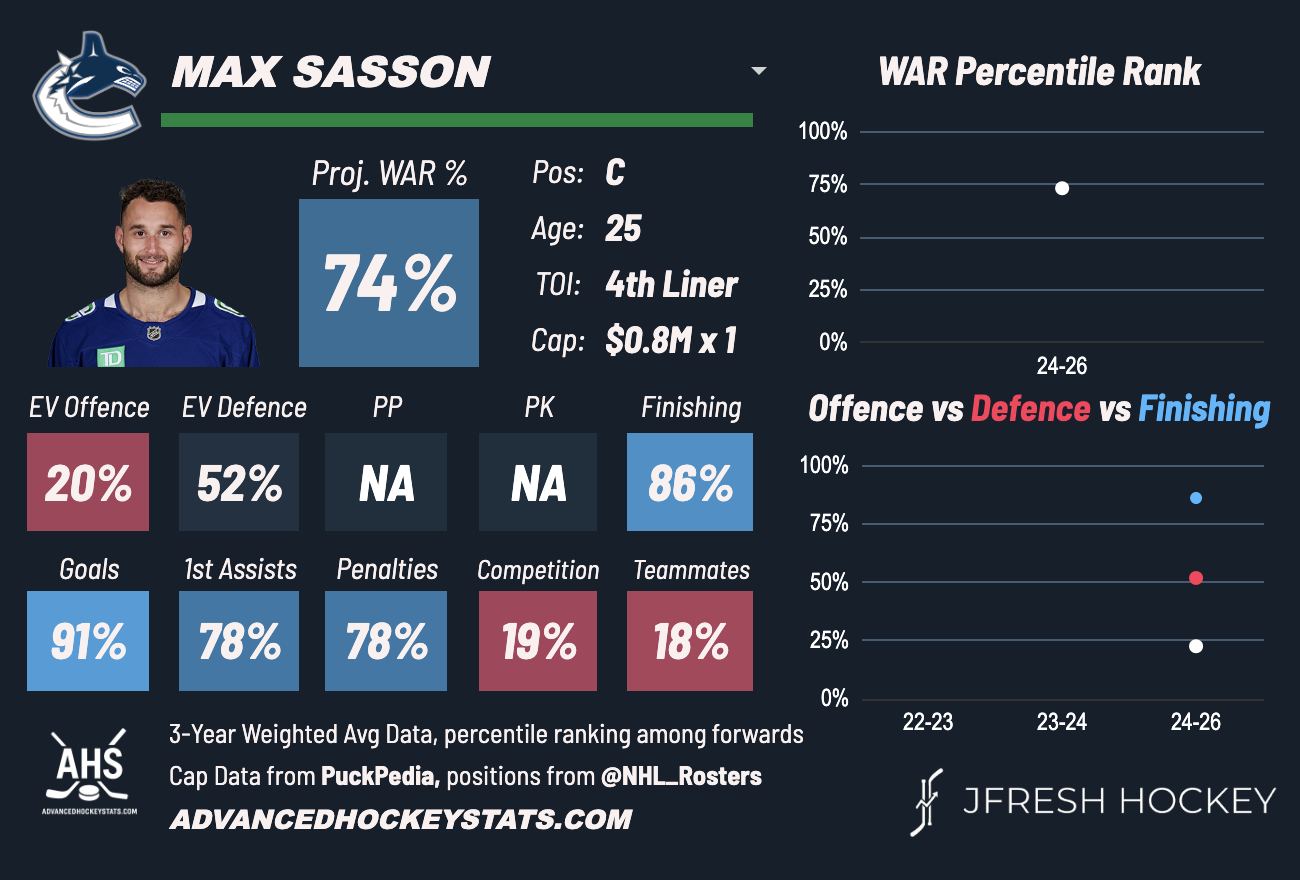 MAX SASSON
WAR Percentile Rank
Proj. WAR %
74%
Pos: C
Age: 25
TOI: 4th Liner
Cap: $0.8M x 1
100%
75%
50%
25%
0%
24-26
EV Offence EV Defence PP PK Finishing
20% 52% NA NA 86%
Goals 1st Assists Penalties Competition Teammates
91% 78% 78% 19% 18%
Offence vs Defence vs Finishing
100%
75%
50%
25%
0%
22-23 23-24 24-26
TD
AHS
ADVANCEDHOCKEYSTATS.COM
3-Year Weighted Avg Data, percentile ranking among forwards
Cap Data from PuckPedia, positions from @NHL_Rosters
ADVANCEDHOCKEYSTATS.COM
JFRESH HOCKEY